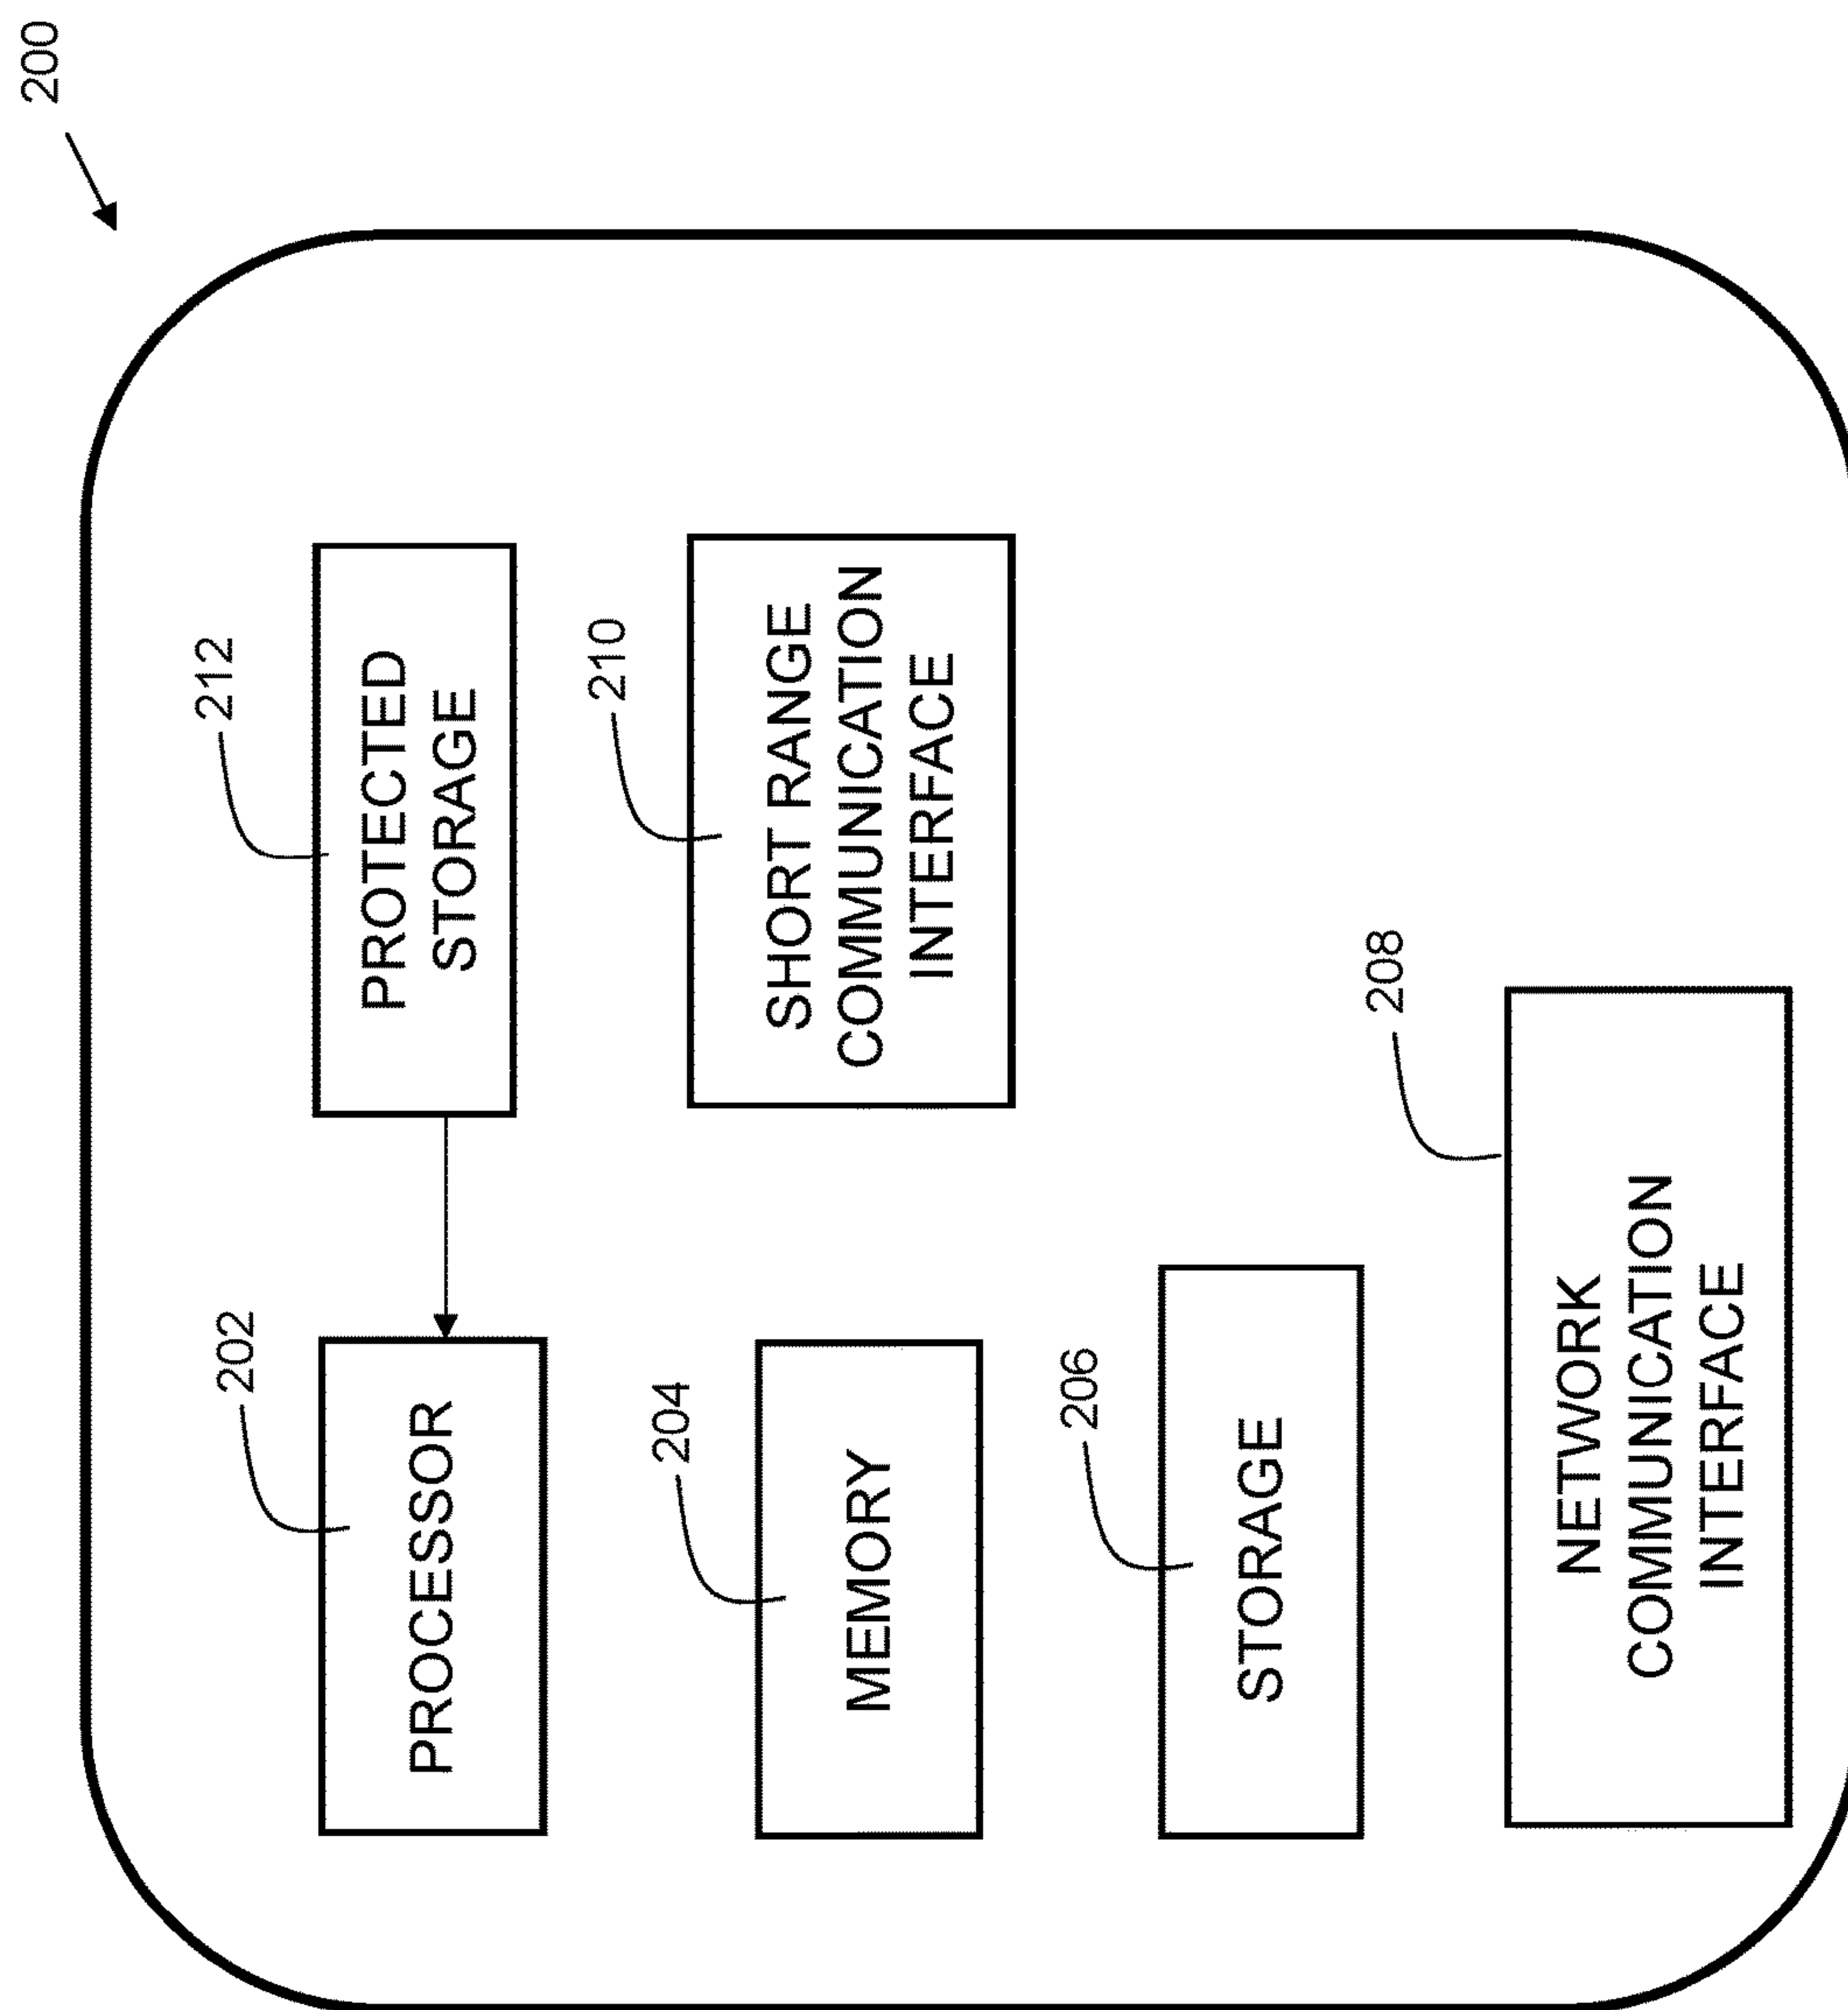 200
202
PROCESSOR
212
PROTECTED
STORAGE
204
MEMORY
210
SHORT RANGE
COMMUNICATION
INTERFACE
206
STORAGE
208
NETWORK
COMMUNICATION
INTERFACE